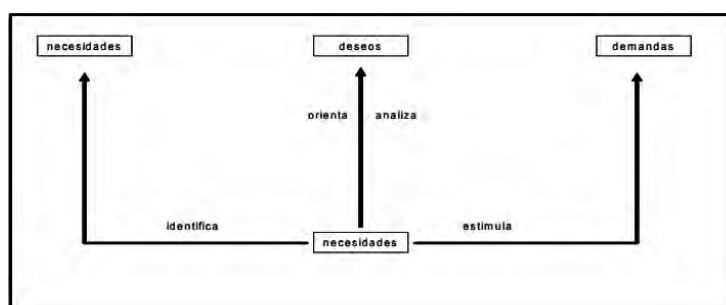 necesidades
deseos
demandas
orienta analiza
identifica
estimula
necesidades